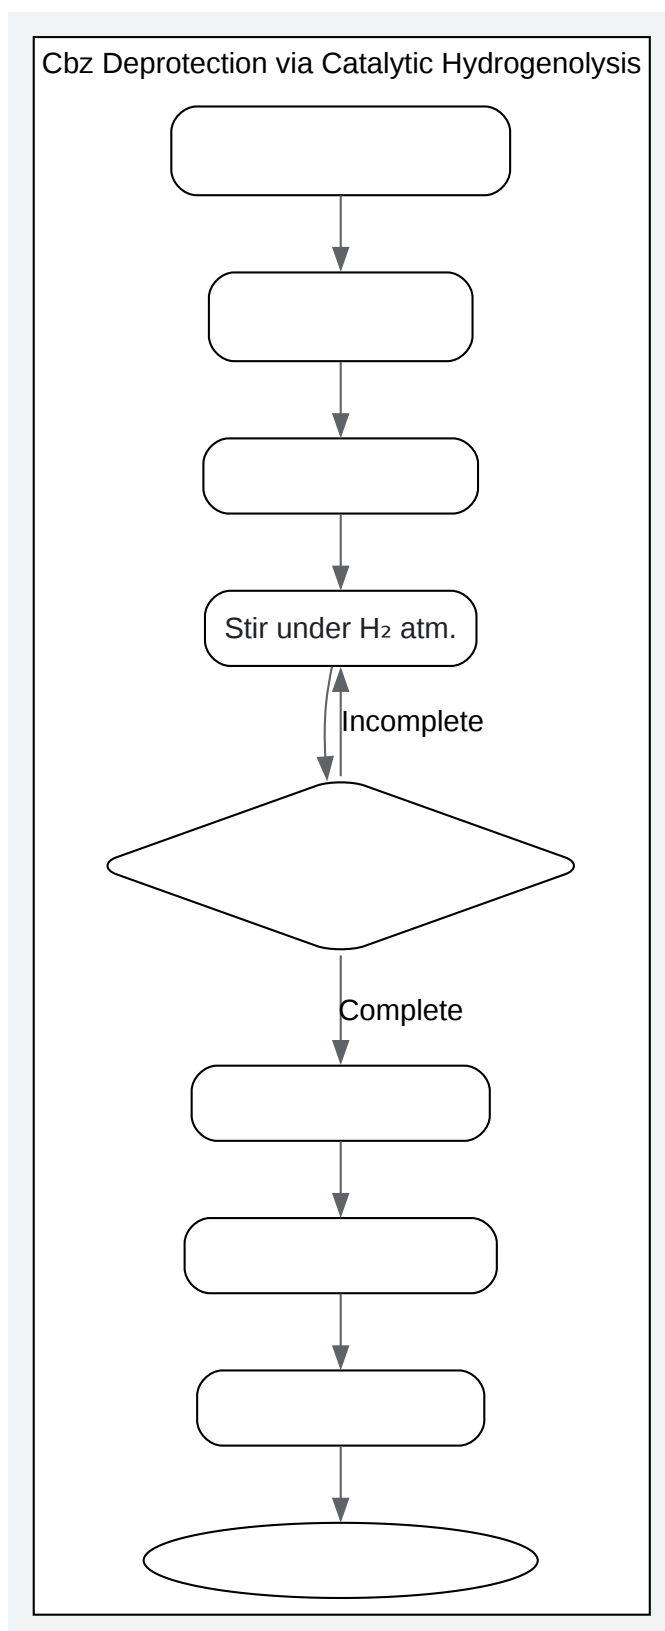 Cbz Deprotection via Catalytic Hydrogenolysis
Stir under H₂ atm.
Incomplete
Complete